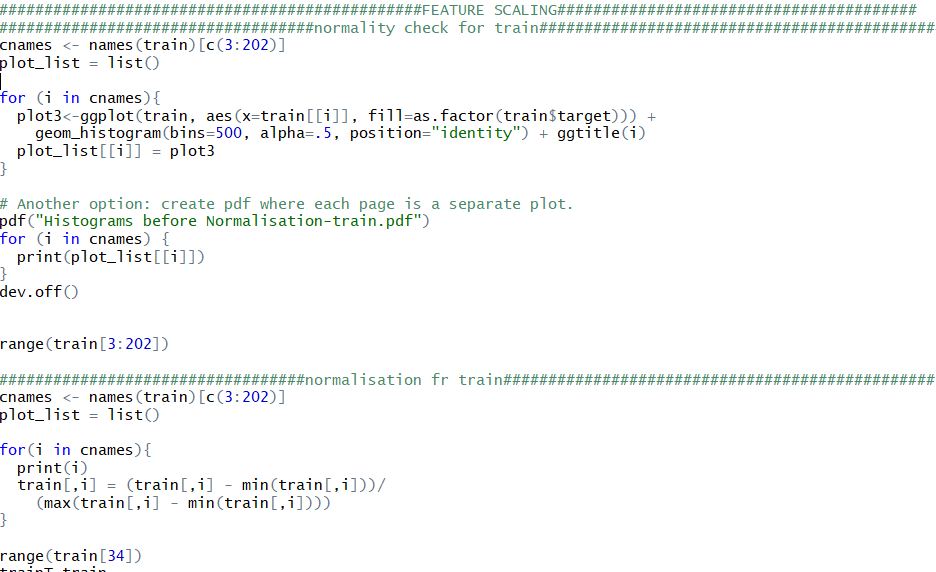 ###############################################FEATURE SCALING########################################
###################################normality check for train############################################
cnames <- names(train)[c(3:202)]
plot_list = list()
for (i in cnames){
plot3<-ggplot(train, aes(x=train[[i]], fill=as.factor(train$target))) +
geom_histogram(bins=500, alpha=.5, position="identity") + ggtitle(i)
plot_list[[i]] = plot3
}
# Another option: create pdf where each page is a separate plot.
pdf("Histograms before Normalisation-train.pdf")
for (i in cnames) {
print(plot_list[[i]])
}
dev.off()
range(train[3:202])
##################################normalisation fr train################################################
cnames <- names(train)[c(3:202)]
plot_list = list()
for(i in cnames){
print(i)
train[,i] = (train[,i] - min(train[,i]))/
(max(train[,i] - min(train[,i])))
}
range(train[34])
trainT train